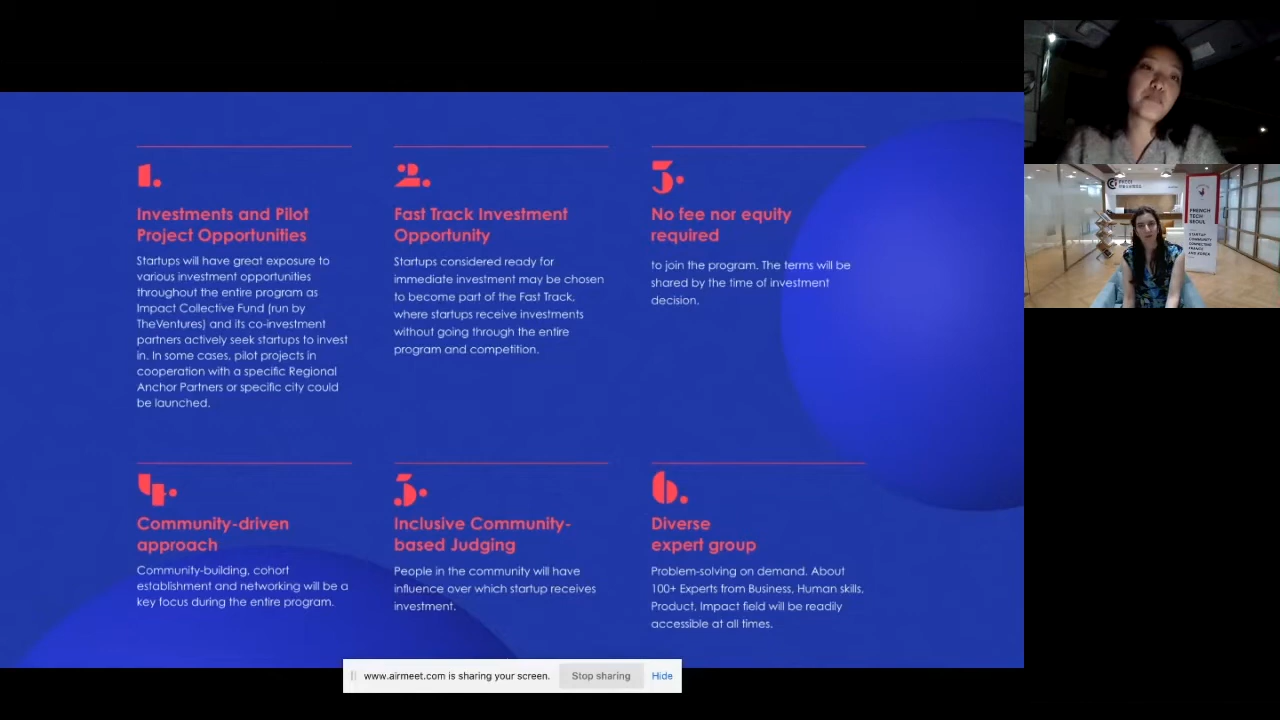 1.
Investments and Pilot
Project Opportunities
Startups will have great exposure to
various investment opportunities
throughout the entire program as
Impact Collective Fund (run by
TheVentures) and its co-investment
partners actively seek startups to invest
in. In some cases, pilot projects in
cooperation with a specific Regional
Anchor Partners or specific city could
be launched.
2.
Fast Track Investment
Opportunity
Startups considered ready for
immediate investment may be chosen
to become part of the Fast Track,
where startups receive investments
without going through the entire
program and competition.
3.
No fee nor equity
required
to join the program. The terms will be
shared by the time of investment
decision.
4.
Community-driven
approach
Community-building, cohort
establishment and networking will be a
key focus during the entire program.
5.
Inclusive Community-
based Judging
People in the community will have
influence over which startup receives
investment.
6.
Diverse
expert group
Problem-solving on demand. About
100+ Experts from Business, Human skills,
Product, Impact field will be readily
accessible at all times.
www.airmeet.com is sharing your screen.
Stop sharing
Hide
FRENCH
TECH
SEOUL
STARTUP
COMMUNITY
CONNECTING
FRANCE
AND KOREA